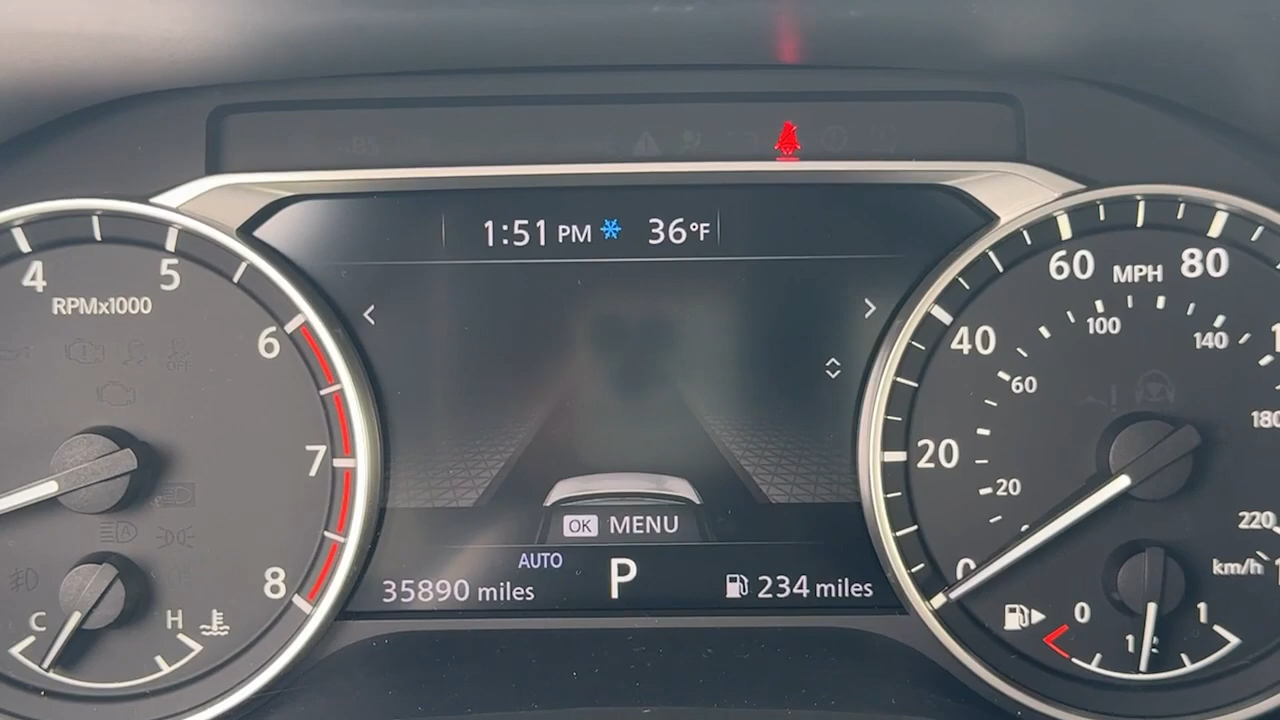 1:51 PM 36°F
4 5 6 7 8
RPMx1000
OFF
C H
OK MENU
AUTO
35890 miles P 234 miles
0 20 40 60 80
MPH
20 60 100 140 180 220
km/h
0 1